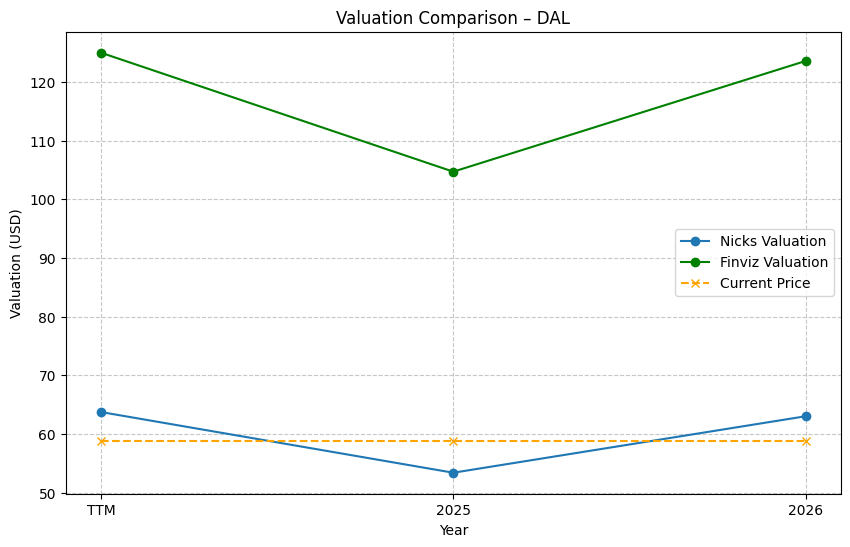 Valuation Comparison – DAL
Valuation (USD)
120
110
100
90
80
70
60
50
Nicks Valuation
Finviz Valuation
Current Price
TTM
2025
2026
Year